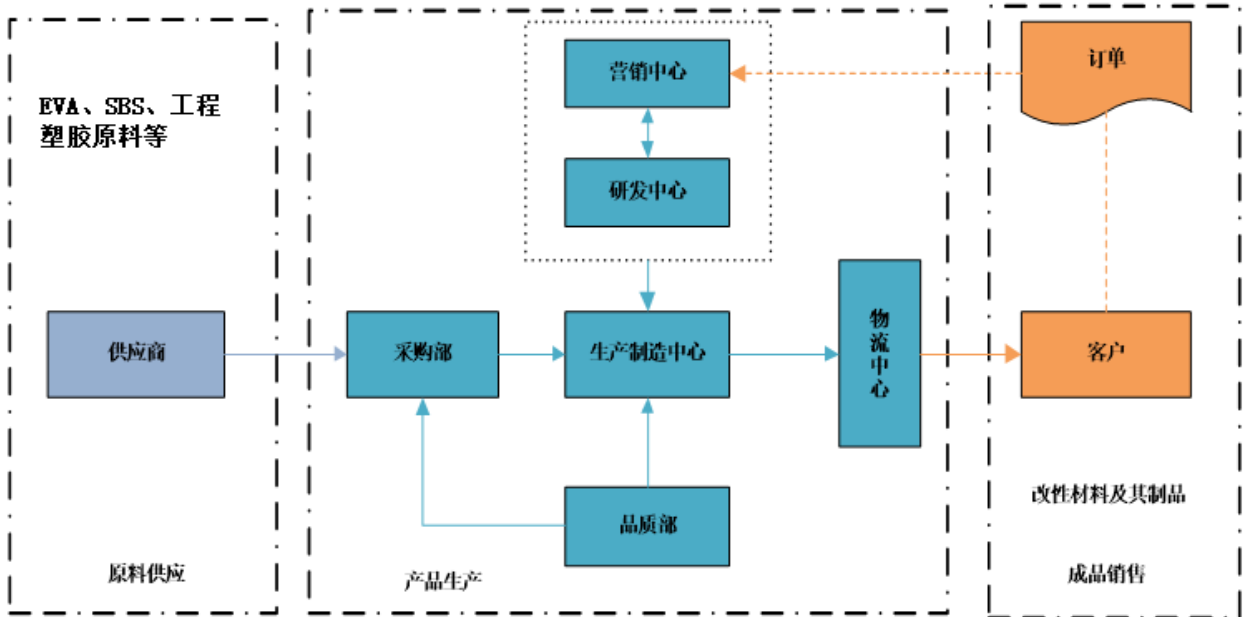 EVA、SBS、工程
塑胶原料等
供应商
原料供应
营销中心
研发中心
采购部
生产制造中心
物流中心
品质部
产品生产
订单
客户
改性材料及其制品
成品销售